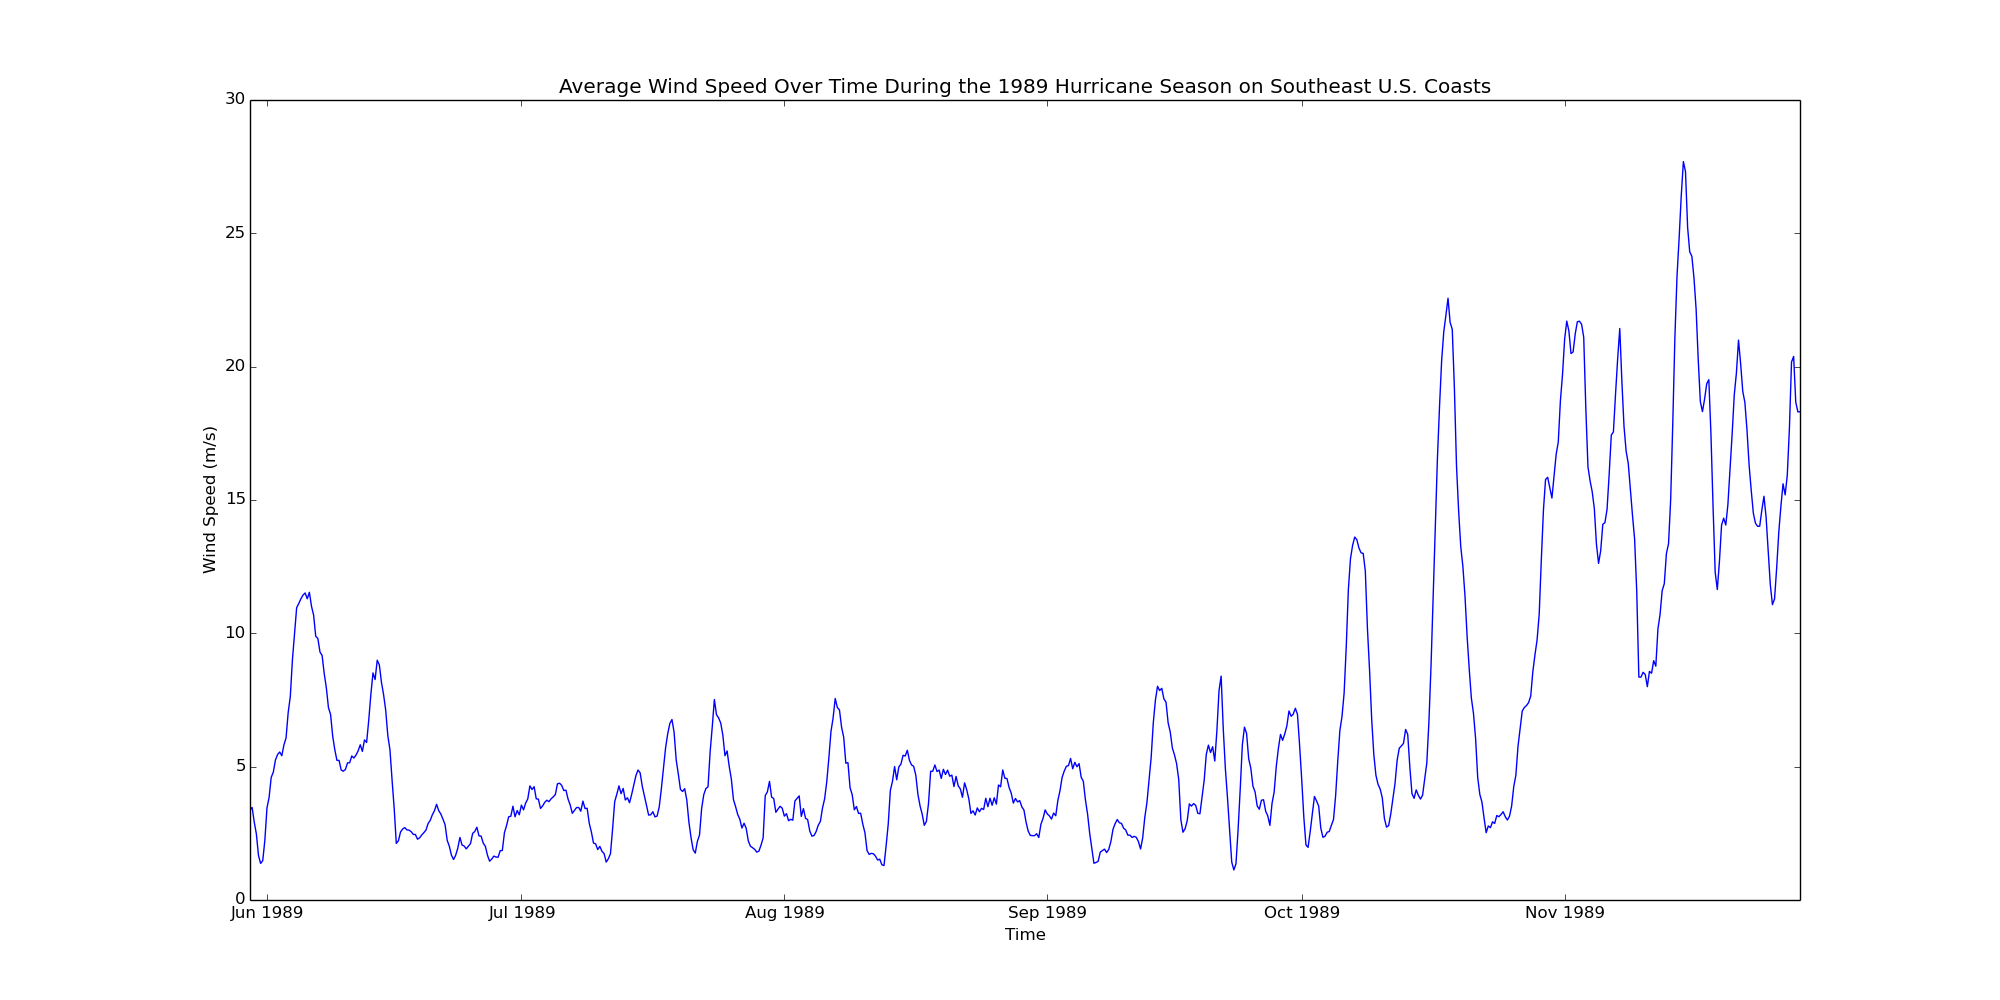 Average Wind Speed Over Time During the 1989 Hurricane Season on Southeast U.S. Coasts
30
25
20
15
10
5
0
Wind Speed (m/s)
Jun 1989 Jul 1989 Aug 1989 Sep 1989 Oct 1989 Nov 1989
Time